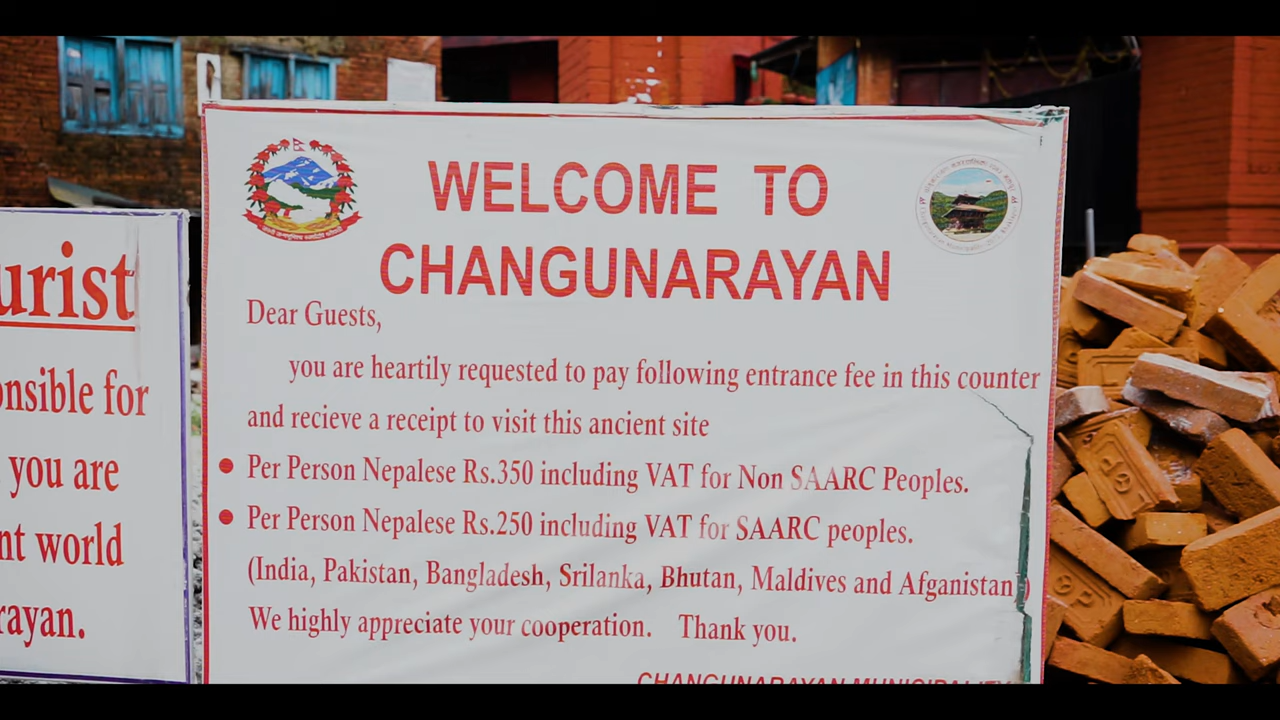 urist
onsible for
you are
nt world
rayan.
WELCOME TO
CHANGUNARAYAN
Dear Guests,
you are heartily requested to pay following entrance fee in this counter
and recieve a receipt to visit this ancient site
● Per Person Nepalese Rs.350 including VAT for Non SAARC Peoples.
● Per Person Nepalese Rs.250 including VAT for SAARC peoples.
(India, Pakistan, Bangladesh, Srilanka, Bhutan, Maldives and Afganistan )
We highly appreciate your cooperation. Thank you.
CHANGUNARAYAN MUNICIPALITY